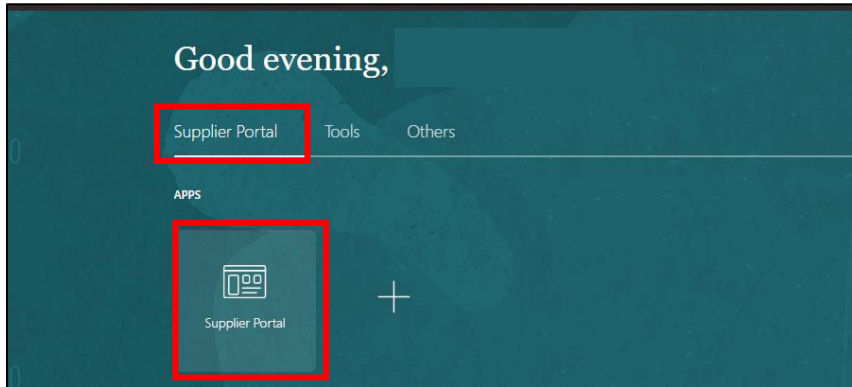 Good evening,
Supplier Portal Tools Others
APPS
Supplier Portal